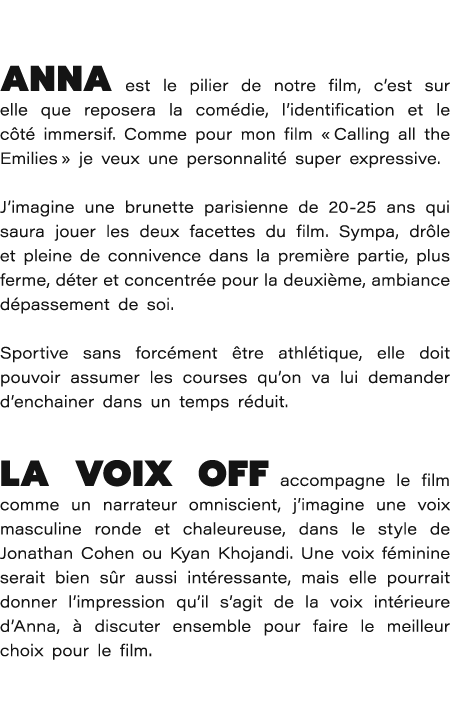 ANNA est le pilier de notre film, c’est sur
elle que reposera la comédie, l’identification et le
côté immersif. Comme pour mon film « Calling all the
Emilies » je veux une personnalité super expressive.
J’imagine une brunette parisienne de 20-25 ans qui
saura jouer les deux facettes du film. Sympa, drôle
et pleine de connivence dans la première partie, plus
ferme, déter et concentrée pour la deuxième, ambiance
dépassement de soi.
Sportive sans forcément être athlétique, elle doit
pouvoir assumer les courses qu’on va lui demander
d’enchainer dans un temps réduit.
LA VOIX OFF accompagne le film
comme un narrateur omniscient, j’imagine une voix
masculine ronde et chaleureuse, dans le style de
Jonathan Cohen ou Kyan Khojandi. Une voix féminine
serait bien sûr aussi intéressante, mais elle pourrait
donner l’impression qu’il s’agit de la voix intérieure
d’Anna, à discuter ensemble pour faire le meilleur
choix pour le film.